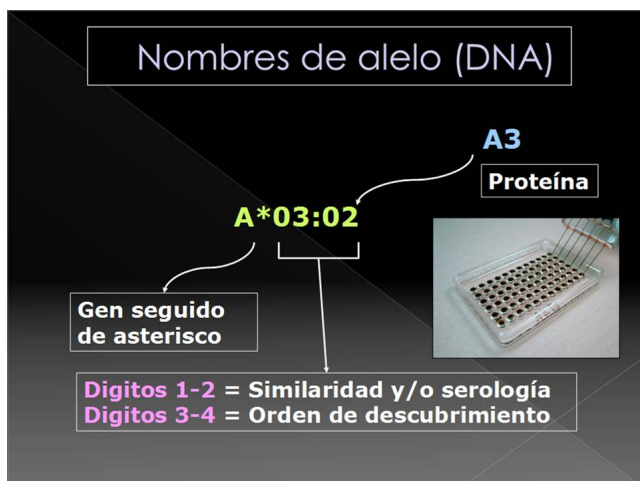 Nombres de alelo (DNA)
A3
Proteína
A*03:02
Gen seguido
de asterisco
Digitos 1-2 = Similaridad y/o serología
Digitos 3-4 = Orden de descubrimiento